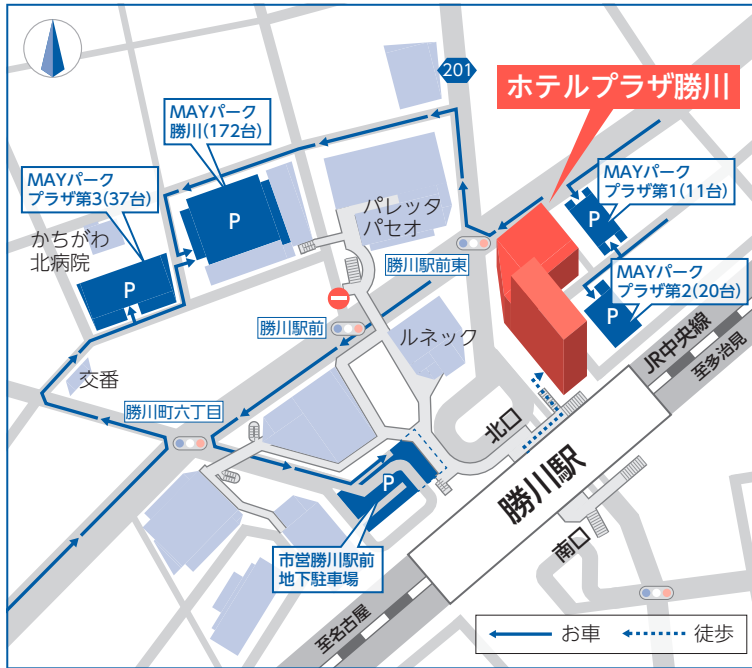 201
ホテルプラザ勝川
MAYパーク
勝川(172台)
MAYパーク
プラザ第3(37台)
MAYパーク
プラザ第1(11台)
P
P
かちがわ
北病院
パレッタ
パセオ
P
勝川駅前東
MAYパーク
プラザ第2(20台)
P
勝川駅前
ルネック
JR中央線
至多治見
交番
勝川町六丁目
北口
P
勝川駅
市営勝川駅前
地下駐車場
南口
至名古屋
お車
徒歩